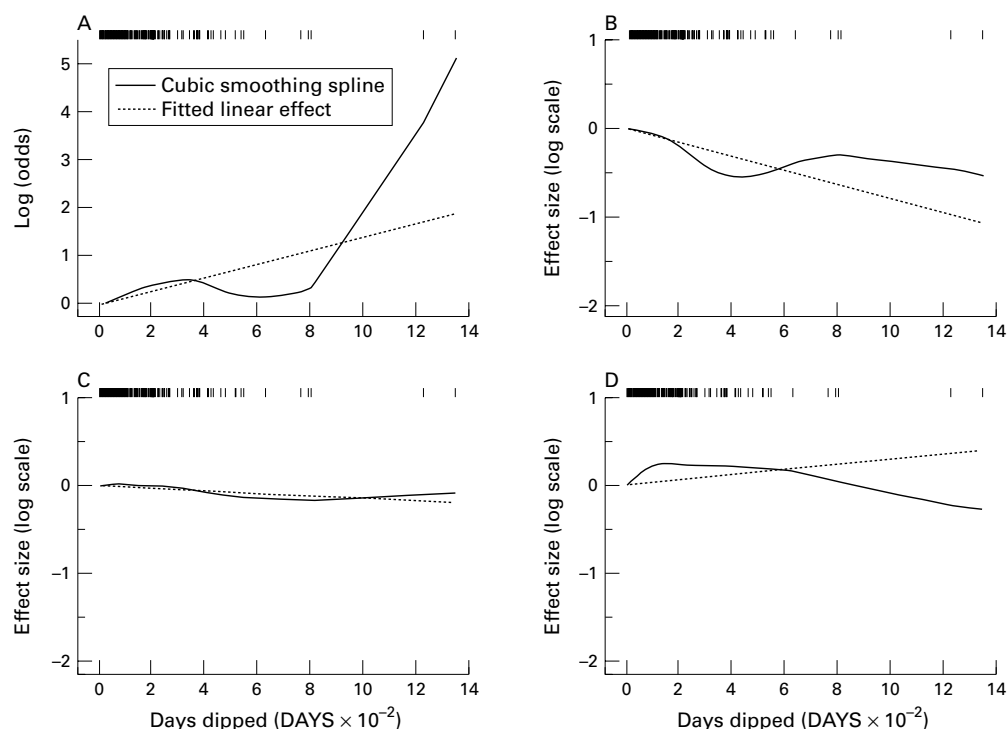 A
Log (odds)
5
4
3
2
1
0
Cubic smoothing spline
Fitted linear effect
0 2 4 6 8 10 12 14
B
Effect size (log scale)
1
0
–1
–2
0 2 4 6 8 10 12 14
C
Effect size (log scale)
1
0
–1
–2
0 2 4 6 8 10 12 14
Days dipped (DAYS × 10⁻²)
D
Effect size (log scale)
1
0
–1
–2
0 2 4 6 8 10 12 14
Days dipped (DAYS × 10⁻²)